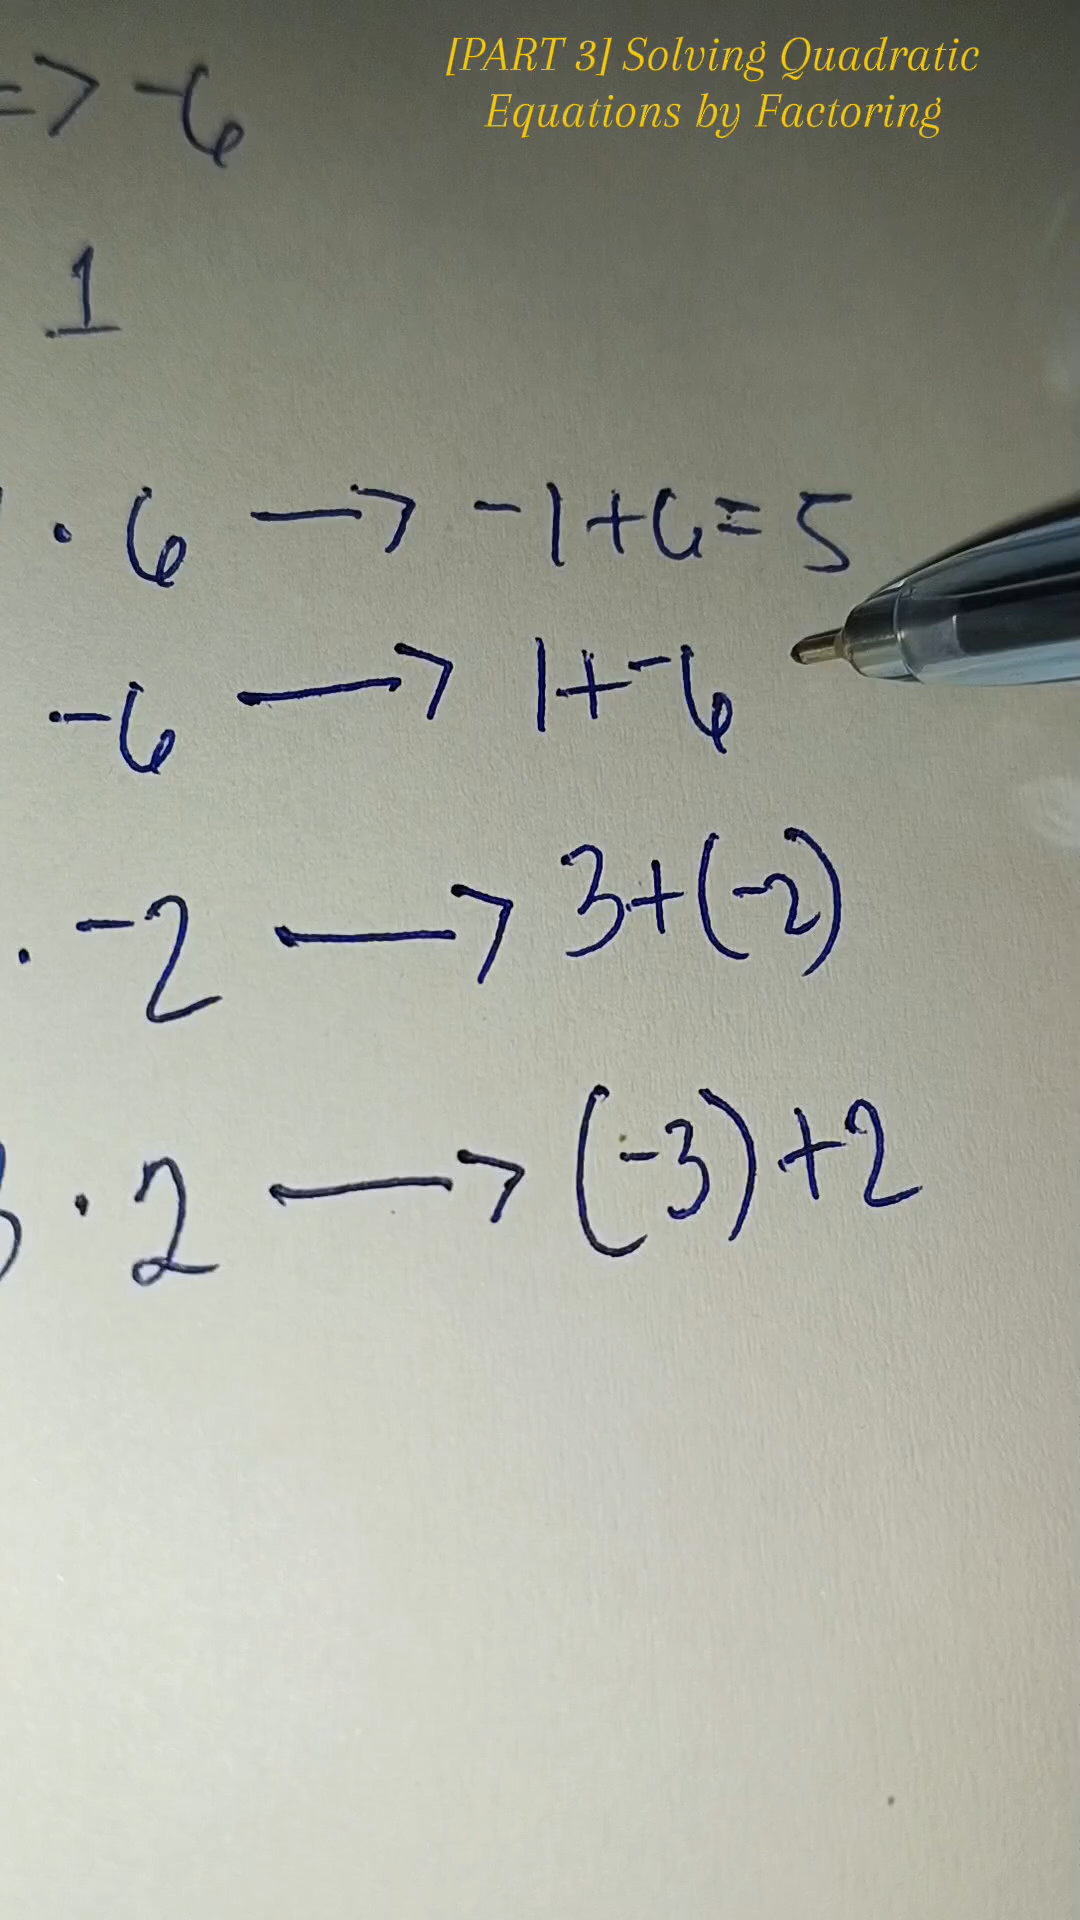 [PART 3] Solving Quadratic
Equations by Factoring
=> -6
1
· 6 → -1+6=5
-6 → 1+-6
· -2 → 3+(-2)
3 · 2 → (-3)+2